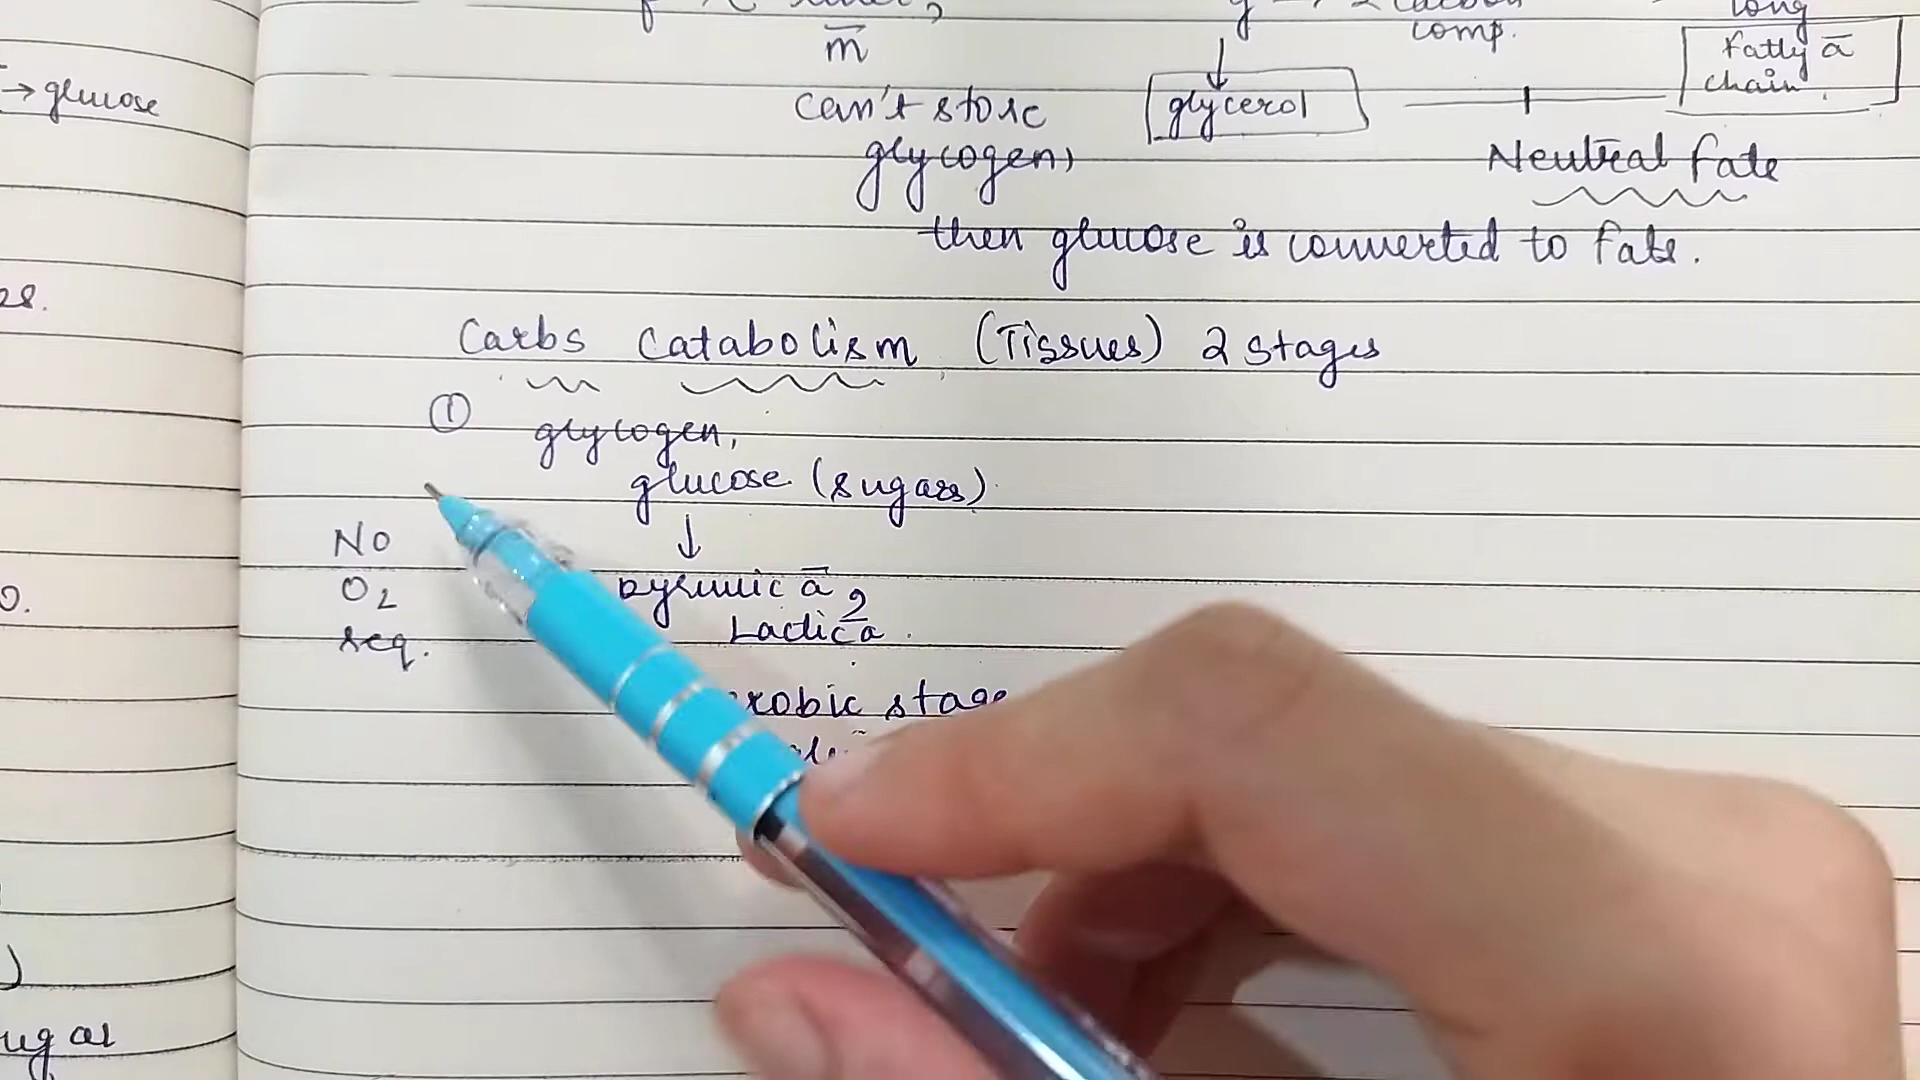 → glucose
m̄
comp.
long
can't store
glycerol
Fatty ā
chain.
glycogen,
Neutral fats
then glucose is converted to fats.
Carbs Catabolism (Tissues) 2 stages
① glycogen,
glucose (sugars)
↓
No
O2
req.
pyruvic ā,
Lactic ā.
robic stage
ugar